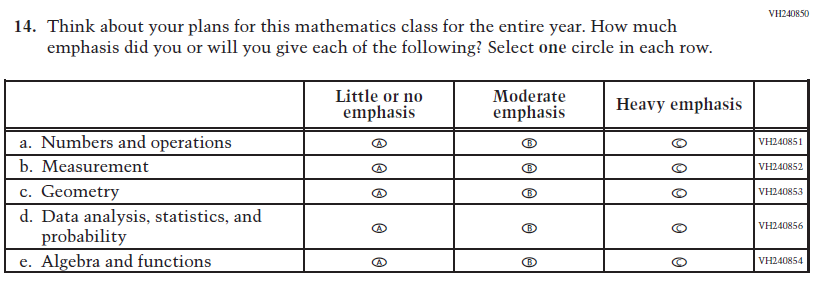 VH240850
14. Think about your plans for this mathematics class for the entire year. How much
emphasis did you or will you give each of the following? Select one circle in each row.
Little or no emphasis Moderate emphasis Heavy emphasis
a. Numbers and operations A B C VH240851
b. Measurement A B C VH240852
c. Geometry A B C VH240853
d. Data analysis, statistics, and
probability A B C VH240856
e. Algebra and functions A B C VH240854